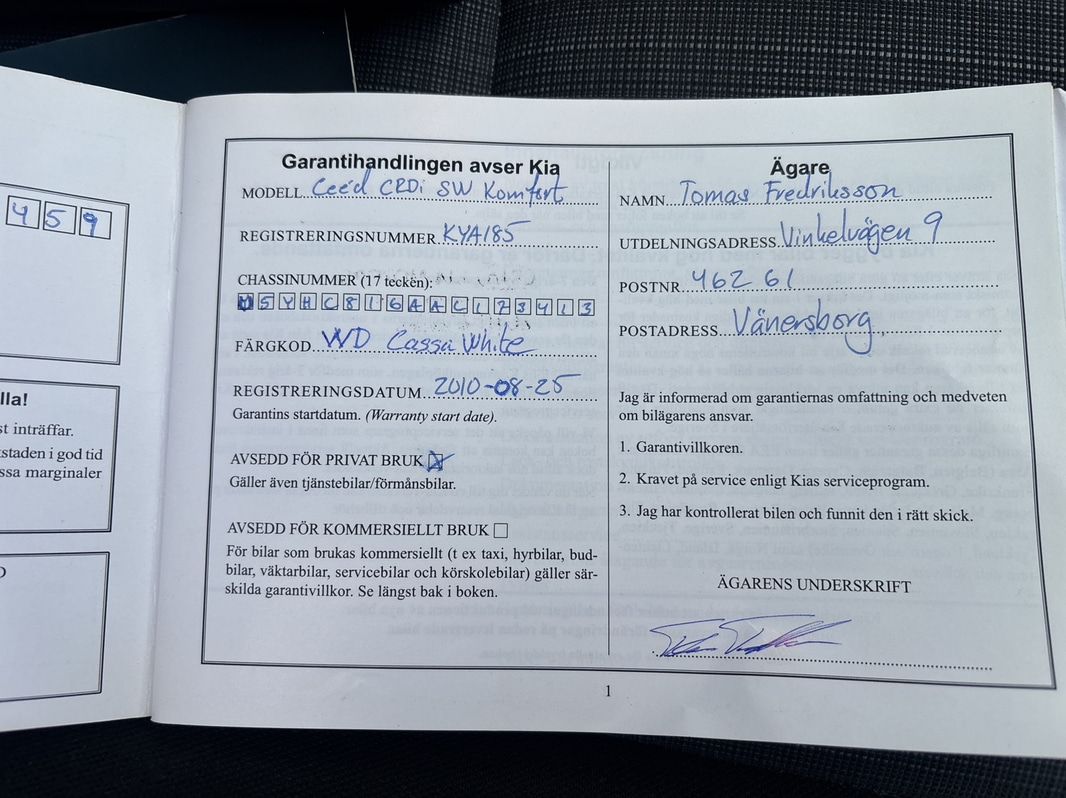 4 5 9
lla!
st inträffar.
staden i god tid
ssa marginaler
Garantihandlingen avser Kia
MODELL Cee'd CRDi SW Komfort
REGISTRERINGSNUMMER KYA185
CHASSINUMMER (17 tecken):
U5YHC816AACL73413
FÄRGKOD WD Cassa White
REGISTRERINGSDATUM 2010-08-25
Garantins startdatum. (Warranty start date).
AVSEDD FÖR PRIVAT BRUK X
Gäller även tjänstebilar/förmånsbilar.
AVSEDD FÖR KOMMERSIELLT BRUK
För bilar som brukas kommersiellt (t ex taxi, hyrbilar, bud-
bilar, väktarbilar, servicebilar och körskolebilar) gäller sär-
skilda garantivillkor. Se längst bak i boken.
Ägare
NAMN Tomas Fredriksson
UTDELNINGSADRESS Vinkelvägen 9
POSTNR 462 61
POSTADRESS Vänersborg
Jag är informerad om garantiernas omfattning och medveten
om bilägarens ansvar.
1. Garantivillkoren.
2. Kravet på service enligt Kias serviceprogram.
3. Jag har kontrollerat bilen och funnit den i rätt skick.
ÄGARENS UNDERSKRIFT
1